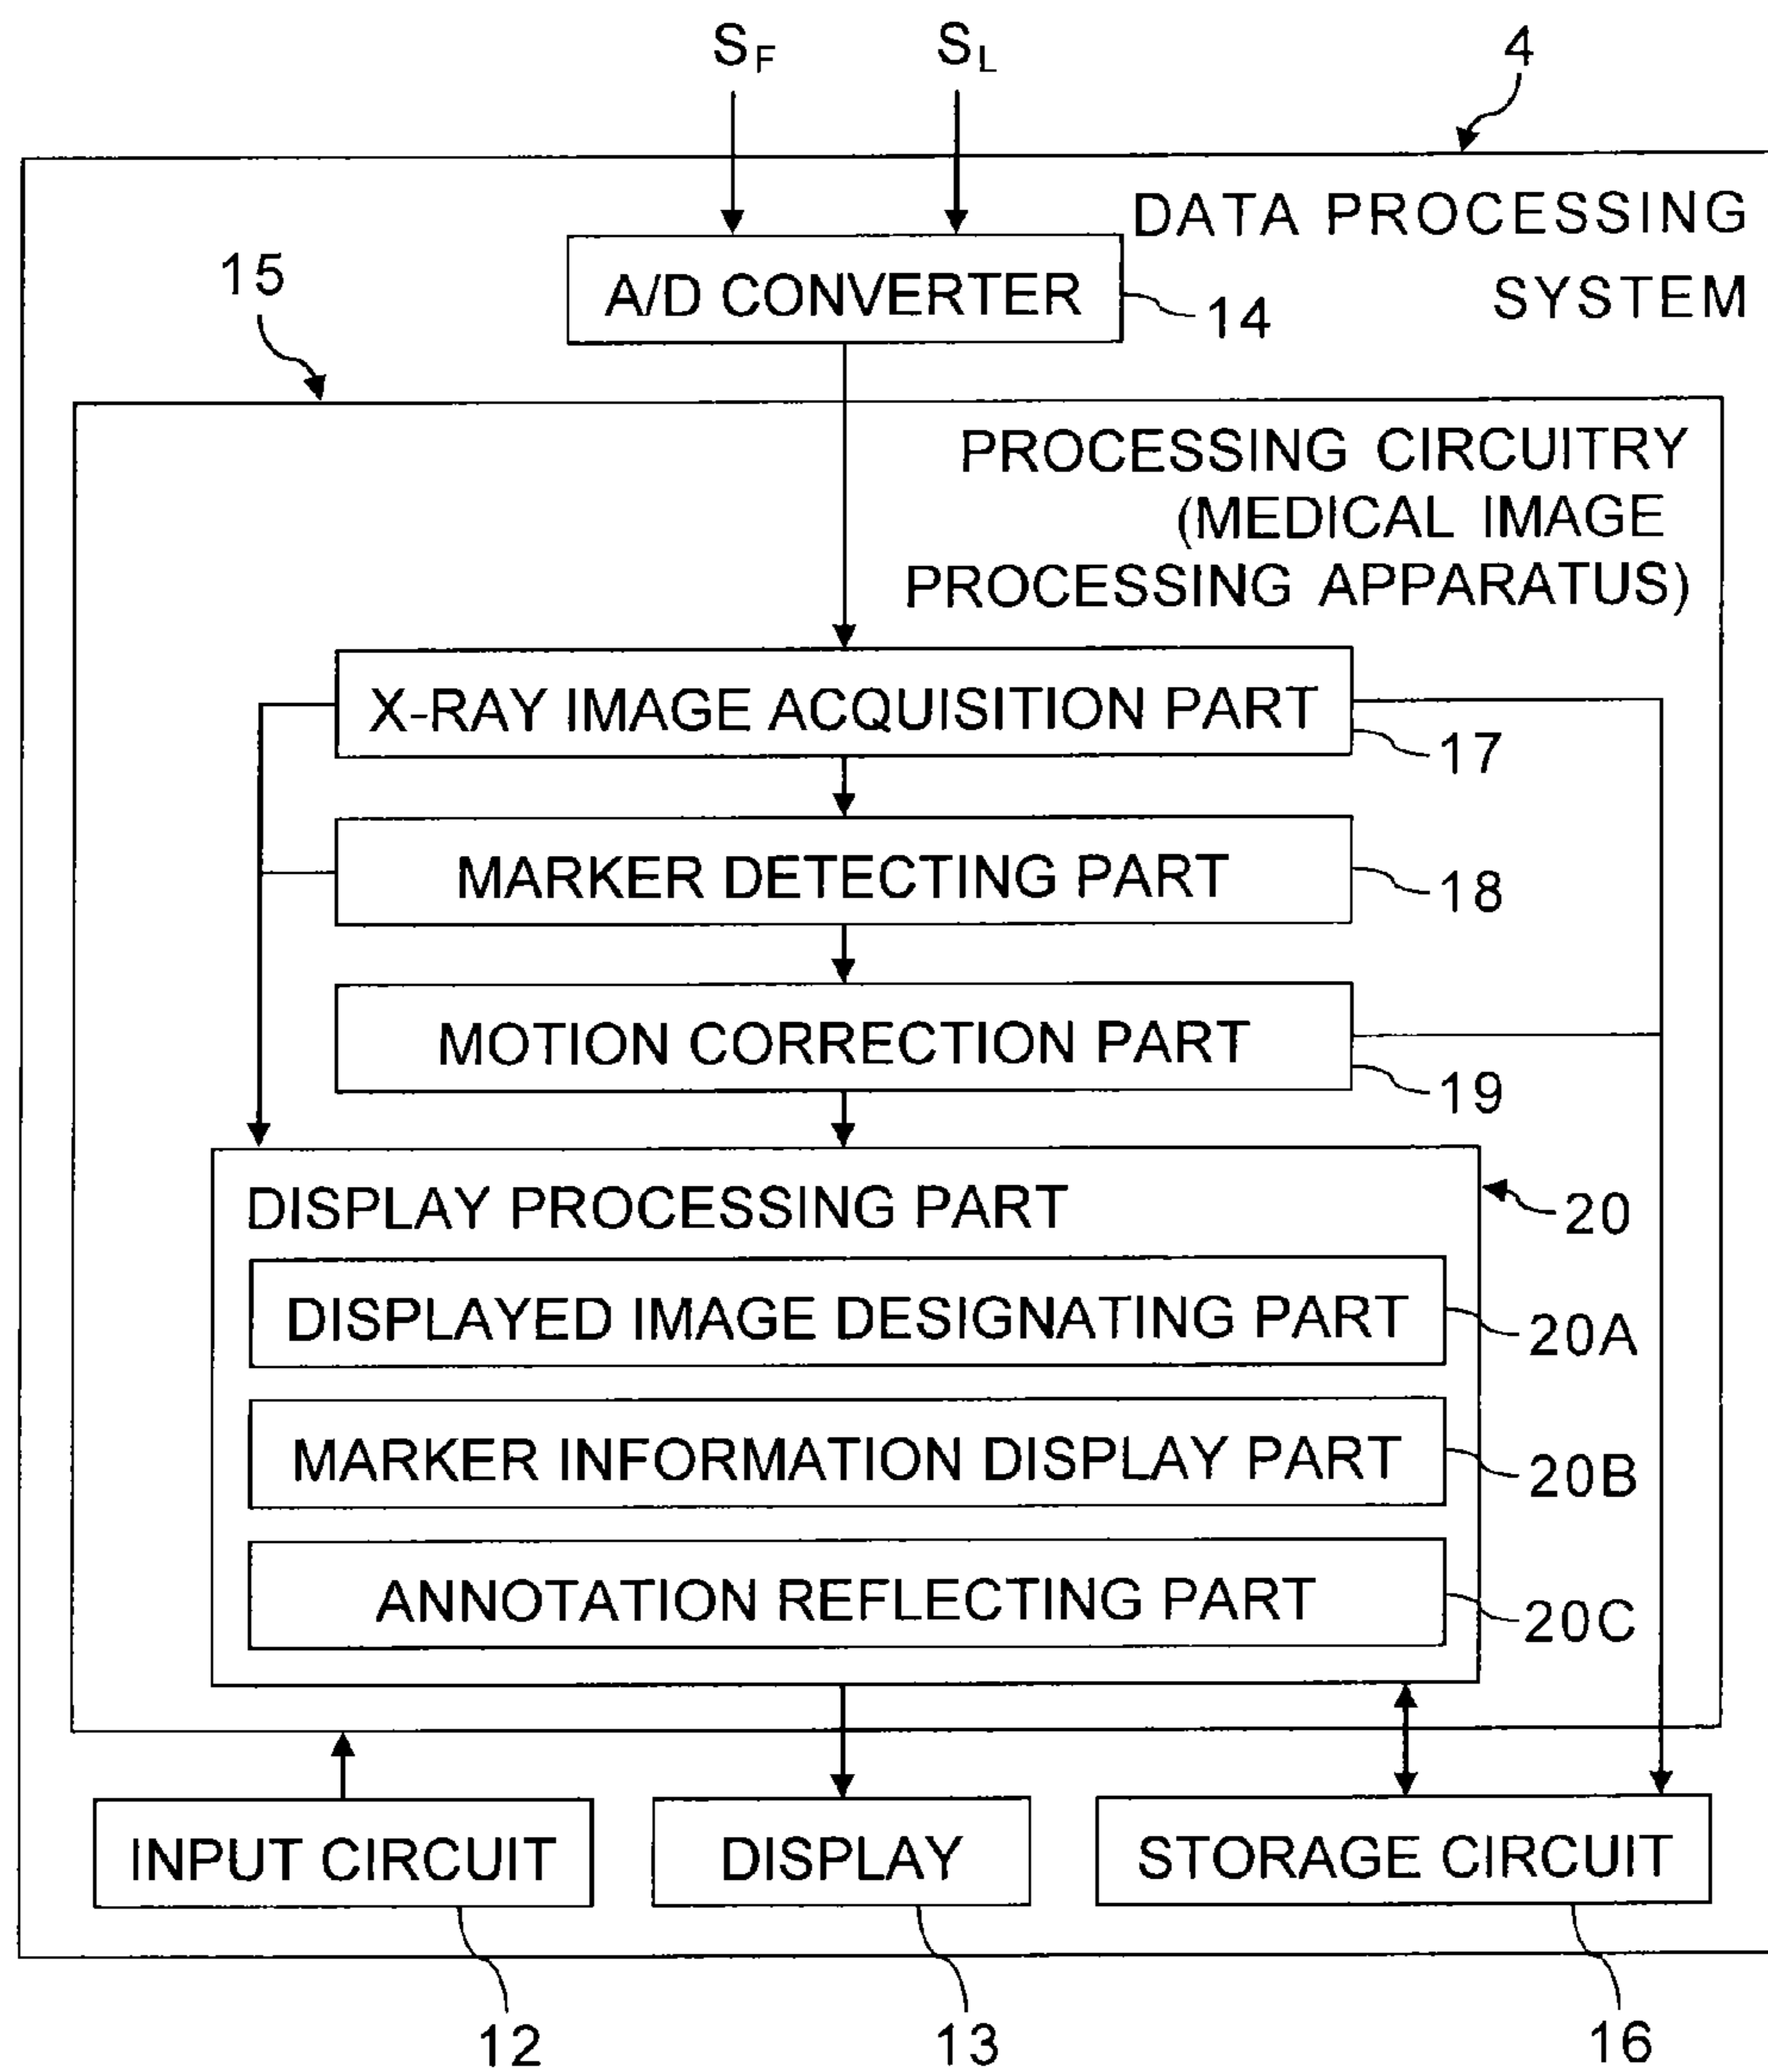 S_F S_L 4
DATA PROCESSING
SYSTEM
15
A/D CONVERTER
14
PROCESSING CIRCUITRY
(MEDICAL IMAGE
PROCESSING APPARATUS)
X-RAY IMAGE ACQUISITION PART
17
MARKER DETECTING PART
18
MOTION CORRECTION PART
19
DISPLAY PROCESSING PART
20
DISPLAYED IMAGE DESIGNATING PART
20A
MARKER INFORMATION DISPLAY PART
20B
ANNOTATION REFLECTING PART
20C
INPUT CIRCUIT
DISPLAY
STORAGE CIRCUIT
12
13
16